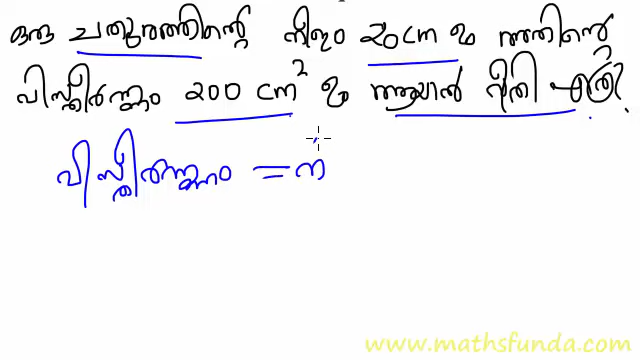 ഒരു ചതുരത്തിന്റെ നീളം 20cm ഉം അതിന്റെ
വിസ്തീർണ്ണം 200 cm² ഉം ആയാൽ വീതി എത്ര?
വിസ്തീർണ്ണം = ന
www.mathsfunda.com